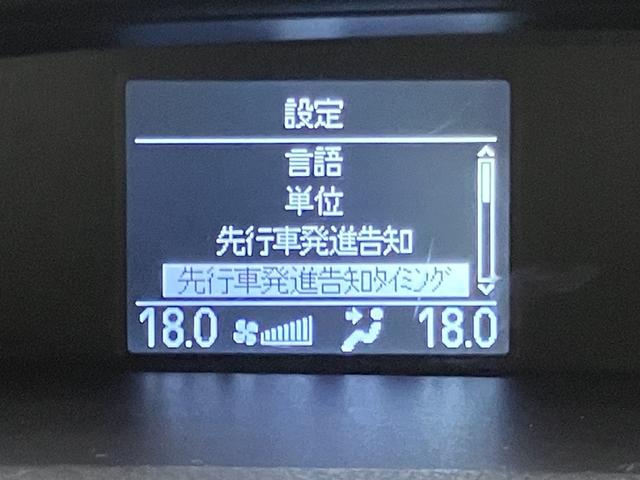 設定
言語
単位
先行車発進告知
先行車発進告知ﾀｲﾐﾝｸﾞ
18.0 18.0